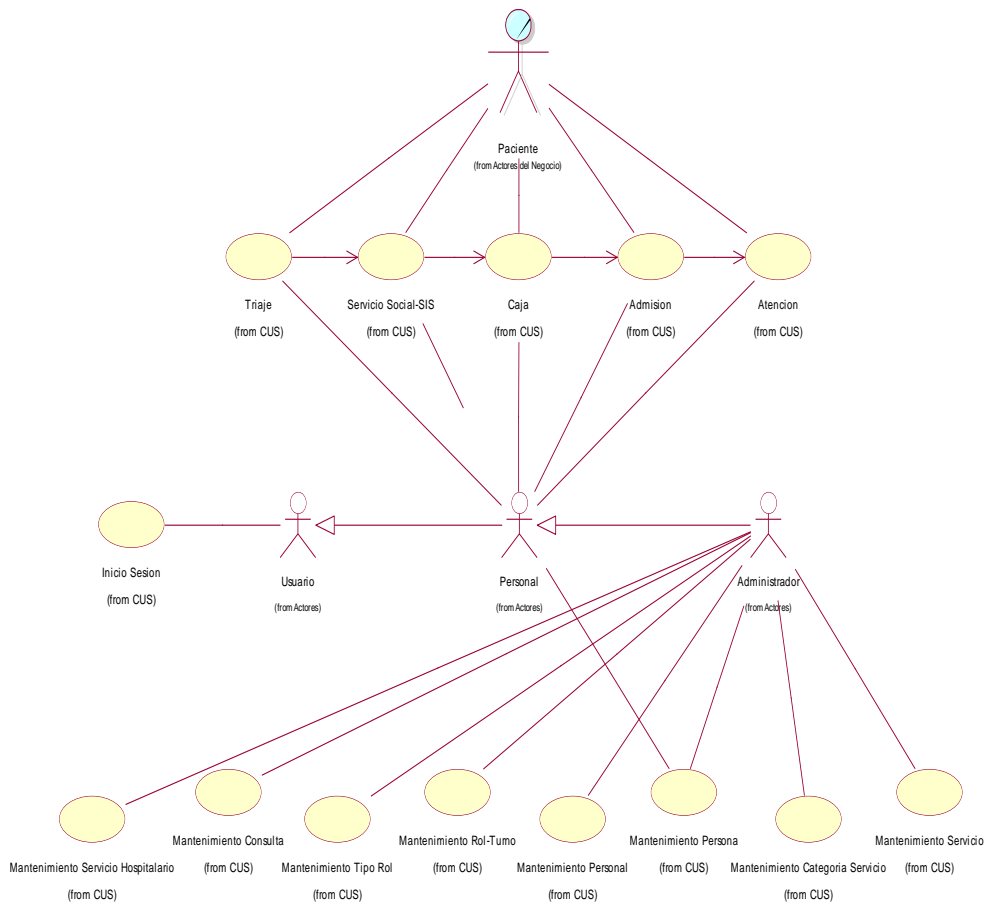 Paciente
(from Actores del Negocio)
Triaje
(from CUS)
Servicio Social-SIS
(from CUS)
Caja
(from CUS)
Admision
(from CUS)
Atencion
(from CUS)
Inicio Sesion
(from CUS)
Usuario
(from Actores)
Personal
(from Actores)
Administrador
(from Actores)
Mantenimiento Servicio Hospitalario
(from CUS)
Mantenimiento Consulta
(from CUS)
Mantenimiento Tipo Rol
(from CUS)
Mantenimiento Rol-Turno
(from CUS)
Mantenimiento Personal
(from CUS)
Mantenimiento Persona
(from CUS)
Mantenimiento Categoria Servicio
(from CUS)
Mantenimiento Servicio
(from CUS)